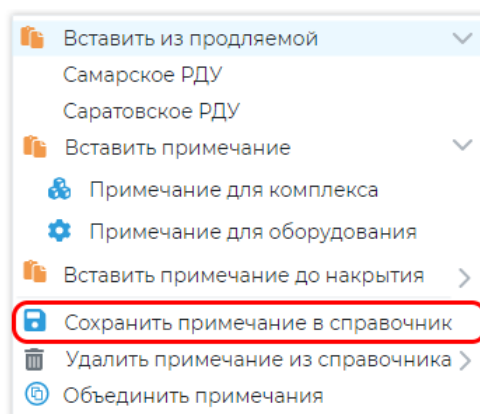 Вставить из продляемой
Самарское РДУ
Саратовское РДУ
Вставить примечание
Примечание для комплекса
Примечание для оборудования
Вставить примечание до накрытия
Сохранить примечание в справочник
Удалить примечание из справочника
Объединить примечания